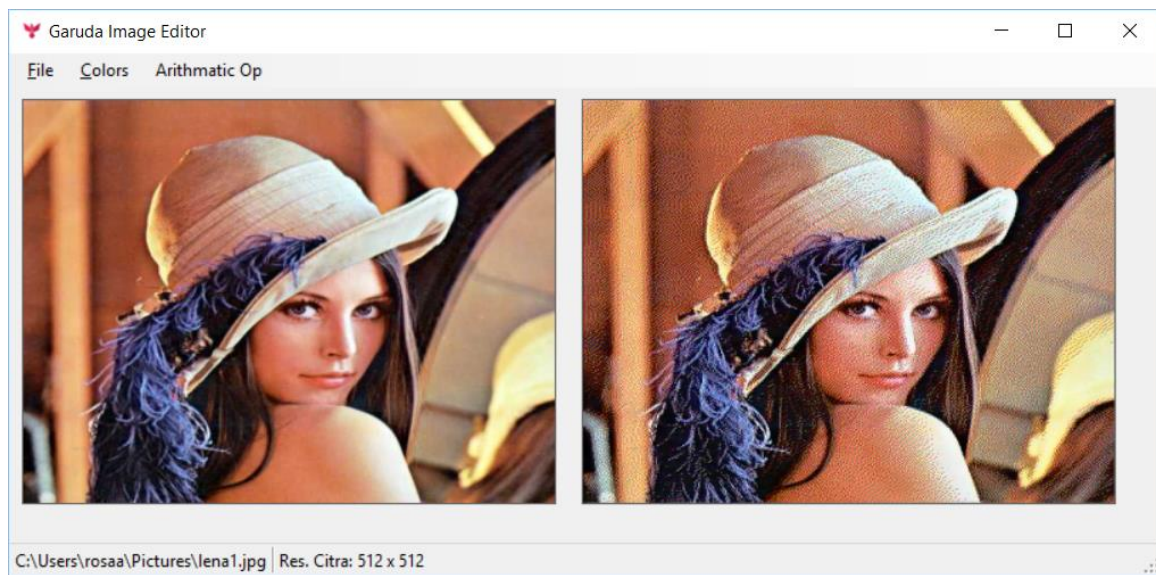 Garuda Image Editor
File Colors Arithmatic Op
C:\Users\rosaa\Pictures\lena1.jpg Res. Citra: 512 x 512